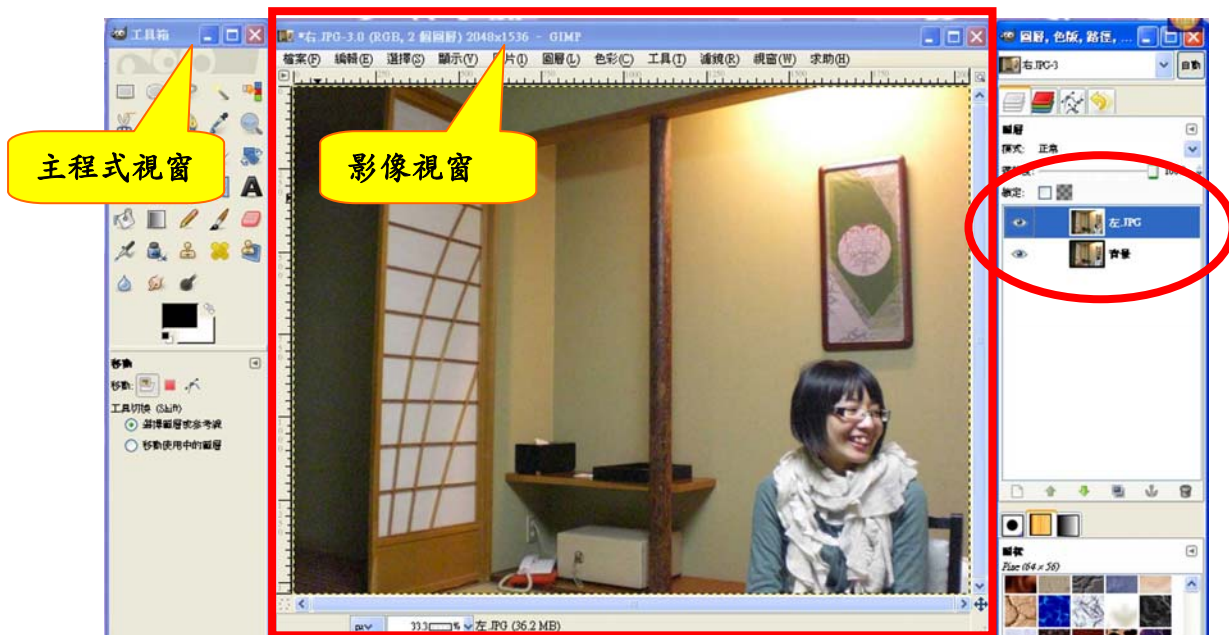 工具箱
*右.JPG-3.0 (RGB, 2 個圖層) 2048x1536 – GIMP
圖層, 色版, 路徑, ...
檔案(F) 編輯(E) 選擇(S) 顯示(V) 片(I) 圖層(L) 色彩(C) 工具(T) 濾鏡(R) 視窗(W) 求助(H)
右.JPG-3
自動
主程式視窗
影像視窗
圖層
模式: 正常
鎖定:
左.JPG
背景
移動
移動:
工具切換 (Shift)
選擇圖層或參考線
移動使用中的圖層
圖樣
Pine (64 × 56)
px
33.3
%
左.JPG (36.2 MB)